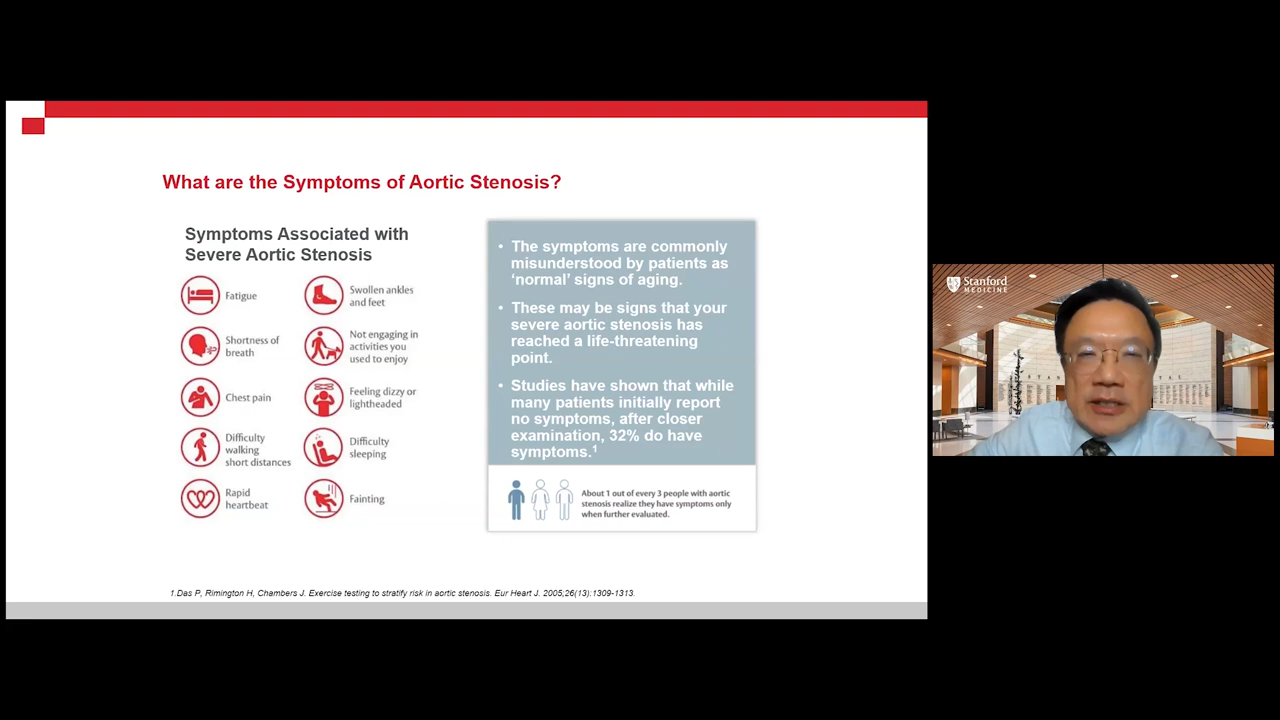 What are the Symptoms of Aortic Stenosis?
Symptoms Associated with
Severe Aortic Stenosis
Fatigue
Shortness of
breath
Chest pain
Difficulty
walking
short distances
Rapid
heartbeat
Swollen ankles
and feet
Not engaging in
activities you
used to enjoy
Feeling dizzy or
lightheaded
Difficulty
sleeping
Fainting
• The symptoms are commonly
misunderstood by patients as
‘normal’ signs of aging.
• These may be signs that your
severe aortic stenosis has
reached a life-threatening
point.
• Studies have shown that while
many patients initially report
no symptoms, after closer
examination, 32% do have
symptoms.1
About 1 out of every 3 people with aortic
stenosis realize they have symptoms only
when further evaluated.
1.Das P, Rimington H, Chambers J. Exercise testing to stratify risk in aortic stenosis. Eur Heart J. 2005;26(13):1309-1313.
Stanford
MEDICINE